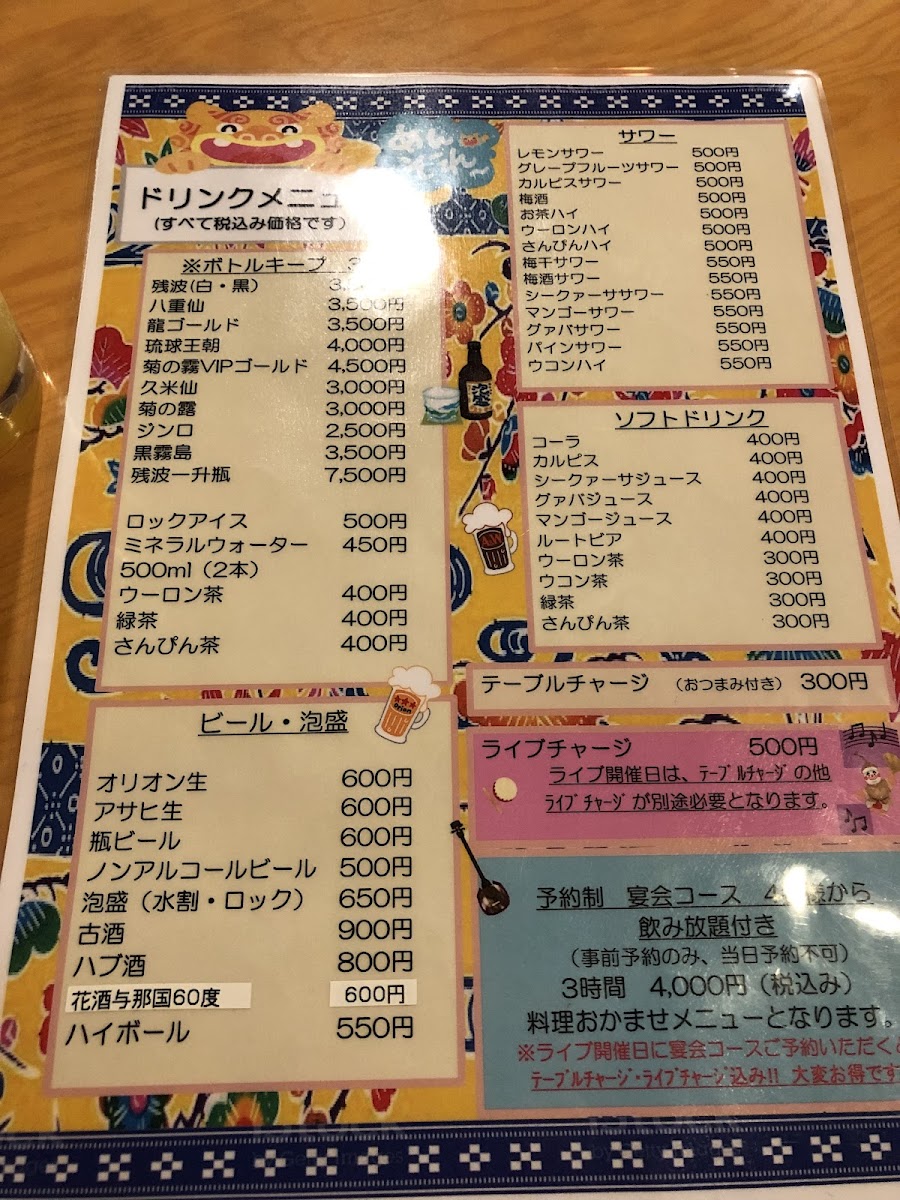 めん
そーれ
ドリンクメニュ
(すべて税込み価格です)
※ボトルキープ
残波(白・黒)
八重仙 3,500円
龍ゴールド 3,500円
琉球王朝 4,000円
菊の露VIPゴールド 4,500円
久米仙 3,000円
菊の露 3,000円
ジンロ 2,500円
黒霧島 3,500円
残波一升瓶 7,500円
ロックアイス 500円
ミネラルウォーター 450円
500ml(2本)
ウーロン茶 400円
緑茶 400円
さんぴん茶 400円
ビール・泡盛
オリオン生 600円
アサヒ生 600円
瓶ビール 600円
ノンアルコールビール 500円
泡盛(水割・ロック) 650円
古酒 900円
ハブ酒 800円
花酒与那国60度 600円
ハイボール 550円
サワー
レモンサワー 500円
グレープフルーツサワー 500円
カルピスサワー 500円
梅酒 500円
お茶ハイ 500円
ウーロンハイ 500円
さんぴんハイ 500円
梅干サワー 550円
梅酒サワー 550円
シークァーササワー 550円
マンゴーサワー 550円
グァバサワー 550円
パインサワー 550円
ウコンハイ 550円
泡盛
ソフトドリンク
コーラ 400円
カルピス 400円
シークァーサジュース 400円
グァバジュース 400円
マンゴージュース 400円
ルートビア 400円
ウーロン茶 300円
ウコン茶 300円
緑茶 300円
さんぴん茶 300円
A&W
Orion
テーブルチャージ (おつまみ付き) 300円
ライブチャージ 500円
ライブ開催日は、ﾃｰﾌﾞﾙﾁｬｰｼﾞの他
ﾗｲﾌﾞﾁｬｰｼﾞが別途必要となります。
予約制 宴会コース 4 様から
飲み放題付き
(事前予約のみ、当日予約不可)
3時間 4,000円(税込み)
料理おかませメニューとなります。
※ライブ開催日に宴会コースご予約いただくと
ﾃｰﾌﾞﾙﾁｬｰｼﾞ・ﾗｲﾌﾞﾁｬｰｼﾞ込み!! 大変お得です